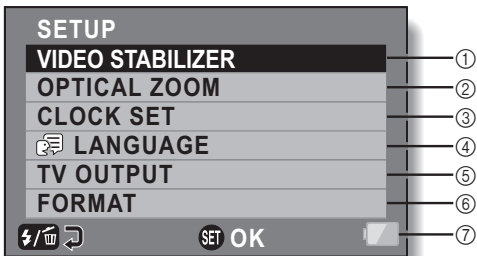 SETUP
VIDEO STABILIZER ①
OPTICAL ZOOM ②
CLOCK SET ③
LANGUAGE ④
TV OUTPUT ⑤
FORMAT ⑥
/ SET OK ⑦